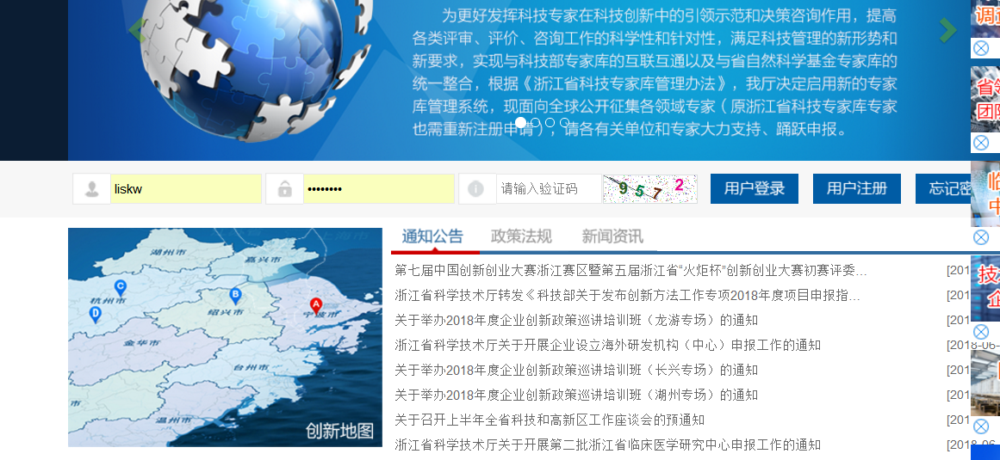 为更好发挥科技专家在科技创新中的引领示范和决策咨询作用，提高
各类评审、评价、咨询工作的科学性和针对性，满足科技管理的新形势和
新要求，实现与科技部专家库的互联互通以及与省自然科学基金专家库的
统一整合，根据《浙江省科技专家库管理办法》，我厅决定启用新的专家
库管理系统，现面向全球公开征集各领域专家（原浙江省科技专家库专家
也需重新注册申请），请各有关单位和专家大力支持、踊跃申报。
liskw
请输入验证码
9572
用户登录
用户注册
忘记密
湖州市
嘉兴市
上海市
杭州市
绍兴市
宁波市
金华市
台州市
温州市
A
B
C
D
创新地图
通知公告
政策法规
新闻资讯
第七届中国创新创业大赛浙江赛区暨第五届浙江省“火炬杯”创新创业大赛初赛评委...
[201
浙江省科学技术厅转发《科技部关于发布创新方法工作专项2018年度项目申报指...
[201
关于举办2018年度企业创新政策巡讲培训班（龙游专场）的通知
[201
浙江省科学技术厅关于开展企业设立海外研发机构（中心）申报工作的通知
[2018-06-
关于举办2018年度企业创新政策巡讲培训班（长兴专场）的通知
[201
关于举办2018年度企业创新政策巡讲培训班（湖州专场）的通知
[201
关于召开上半年全省科技和高新区工作座谈会的预通知
[201
浙江省科学技术厅关于开展第二批浙江省临床医学研究中心申报工作的通知
[2018-06-
调查
省领
团队
临
中
技
企